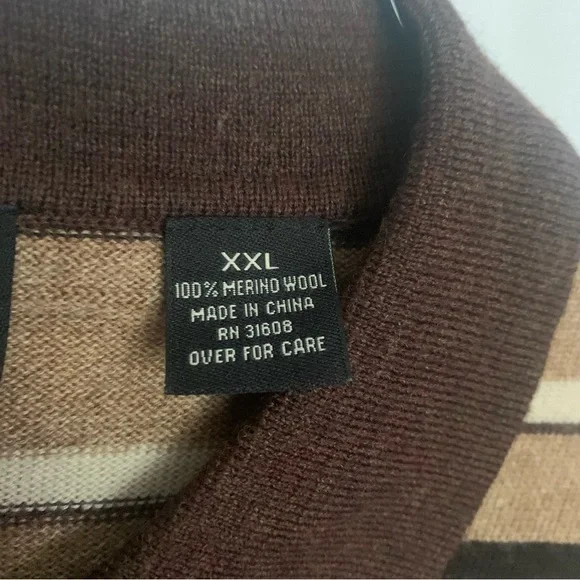 XXL
100% MERINO WOOL
MADE IN CHINA
RN 31608
OVER FOR CARE